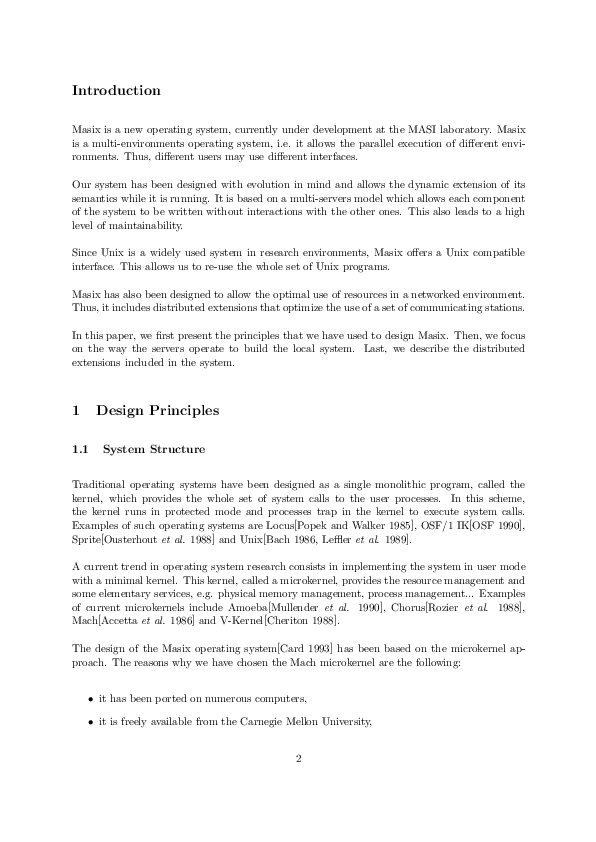 Introduction
Masix is a new operating system, currently under development at the MASI laboratory. Masix
is a multi-environments operating system, i.e. it allows the parallel execution of different envi-
ronments. Thus, different users may use different interfaces.
Our system has been designed with evolution in mind and allows the dynamic extension of its
semantics while it is running. It is based on a multi-servers model which allows each component
of the system to be written without interactions with the other ones. This also leads to a high
level of maintainability.
Since Unix is a widely used system in research environments, Masix offers a Unix compatible
interface. This allows us to re-use the whole set of Unix programs.
Masix has also been designed to allow the optimal use of resources in a networked environment.
Thus, it includes distributed extensions that optimize the use of a set of communicating stations.
In this paper, we first present the principles that we have used to design Masix. Then, we focus
on the way the servers operate to build the local system. Last, we describe the distributed
extensions included in the system.
1 Design Principles
1.1 System Structure
Traditional operating systems have been designed as a single monolithic program, called the
kernel, which provides the whole set of system calls to the user processes. In this scheme,
the kernel runs in protected mode and processes trap in the kernel to execute system calls.
Examples of such operating systems are Locus[Popek and Walker 1985], OSF/1 IK[OSF 1990],
Sprite[Ousterhout et al. 1988] and Unix[Bach 1986, Leffler et al. 1989].
A current trend in operating system research consists in implementing the system in user mode
with a minimal kernel. This kernel, called a microkernel, provides the resource management and
some elementary services, e.g. physical memory management, process management... Examples
of current microkernels include Amoeba[Mullender et al. 1990], Chorus[Rozier et al. 1988],
Mach[Accetta et al. 1986] and V-Kernel[Cheriton 1988].
The design of the Masix operating system[Card 1993] has been based on the microkernel ap-
proach. The reasons why we have chosen the Mach microkernel are the following:
• it has been ported on numerous computers,
• it is freely available from the Carnegie Mellon University,
2